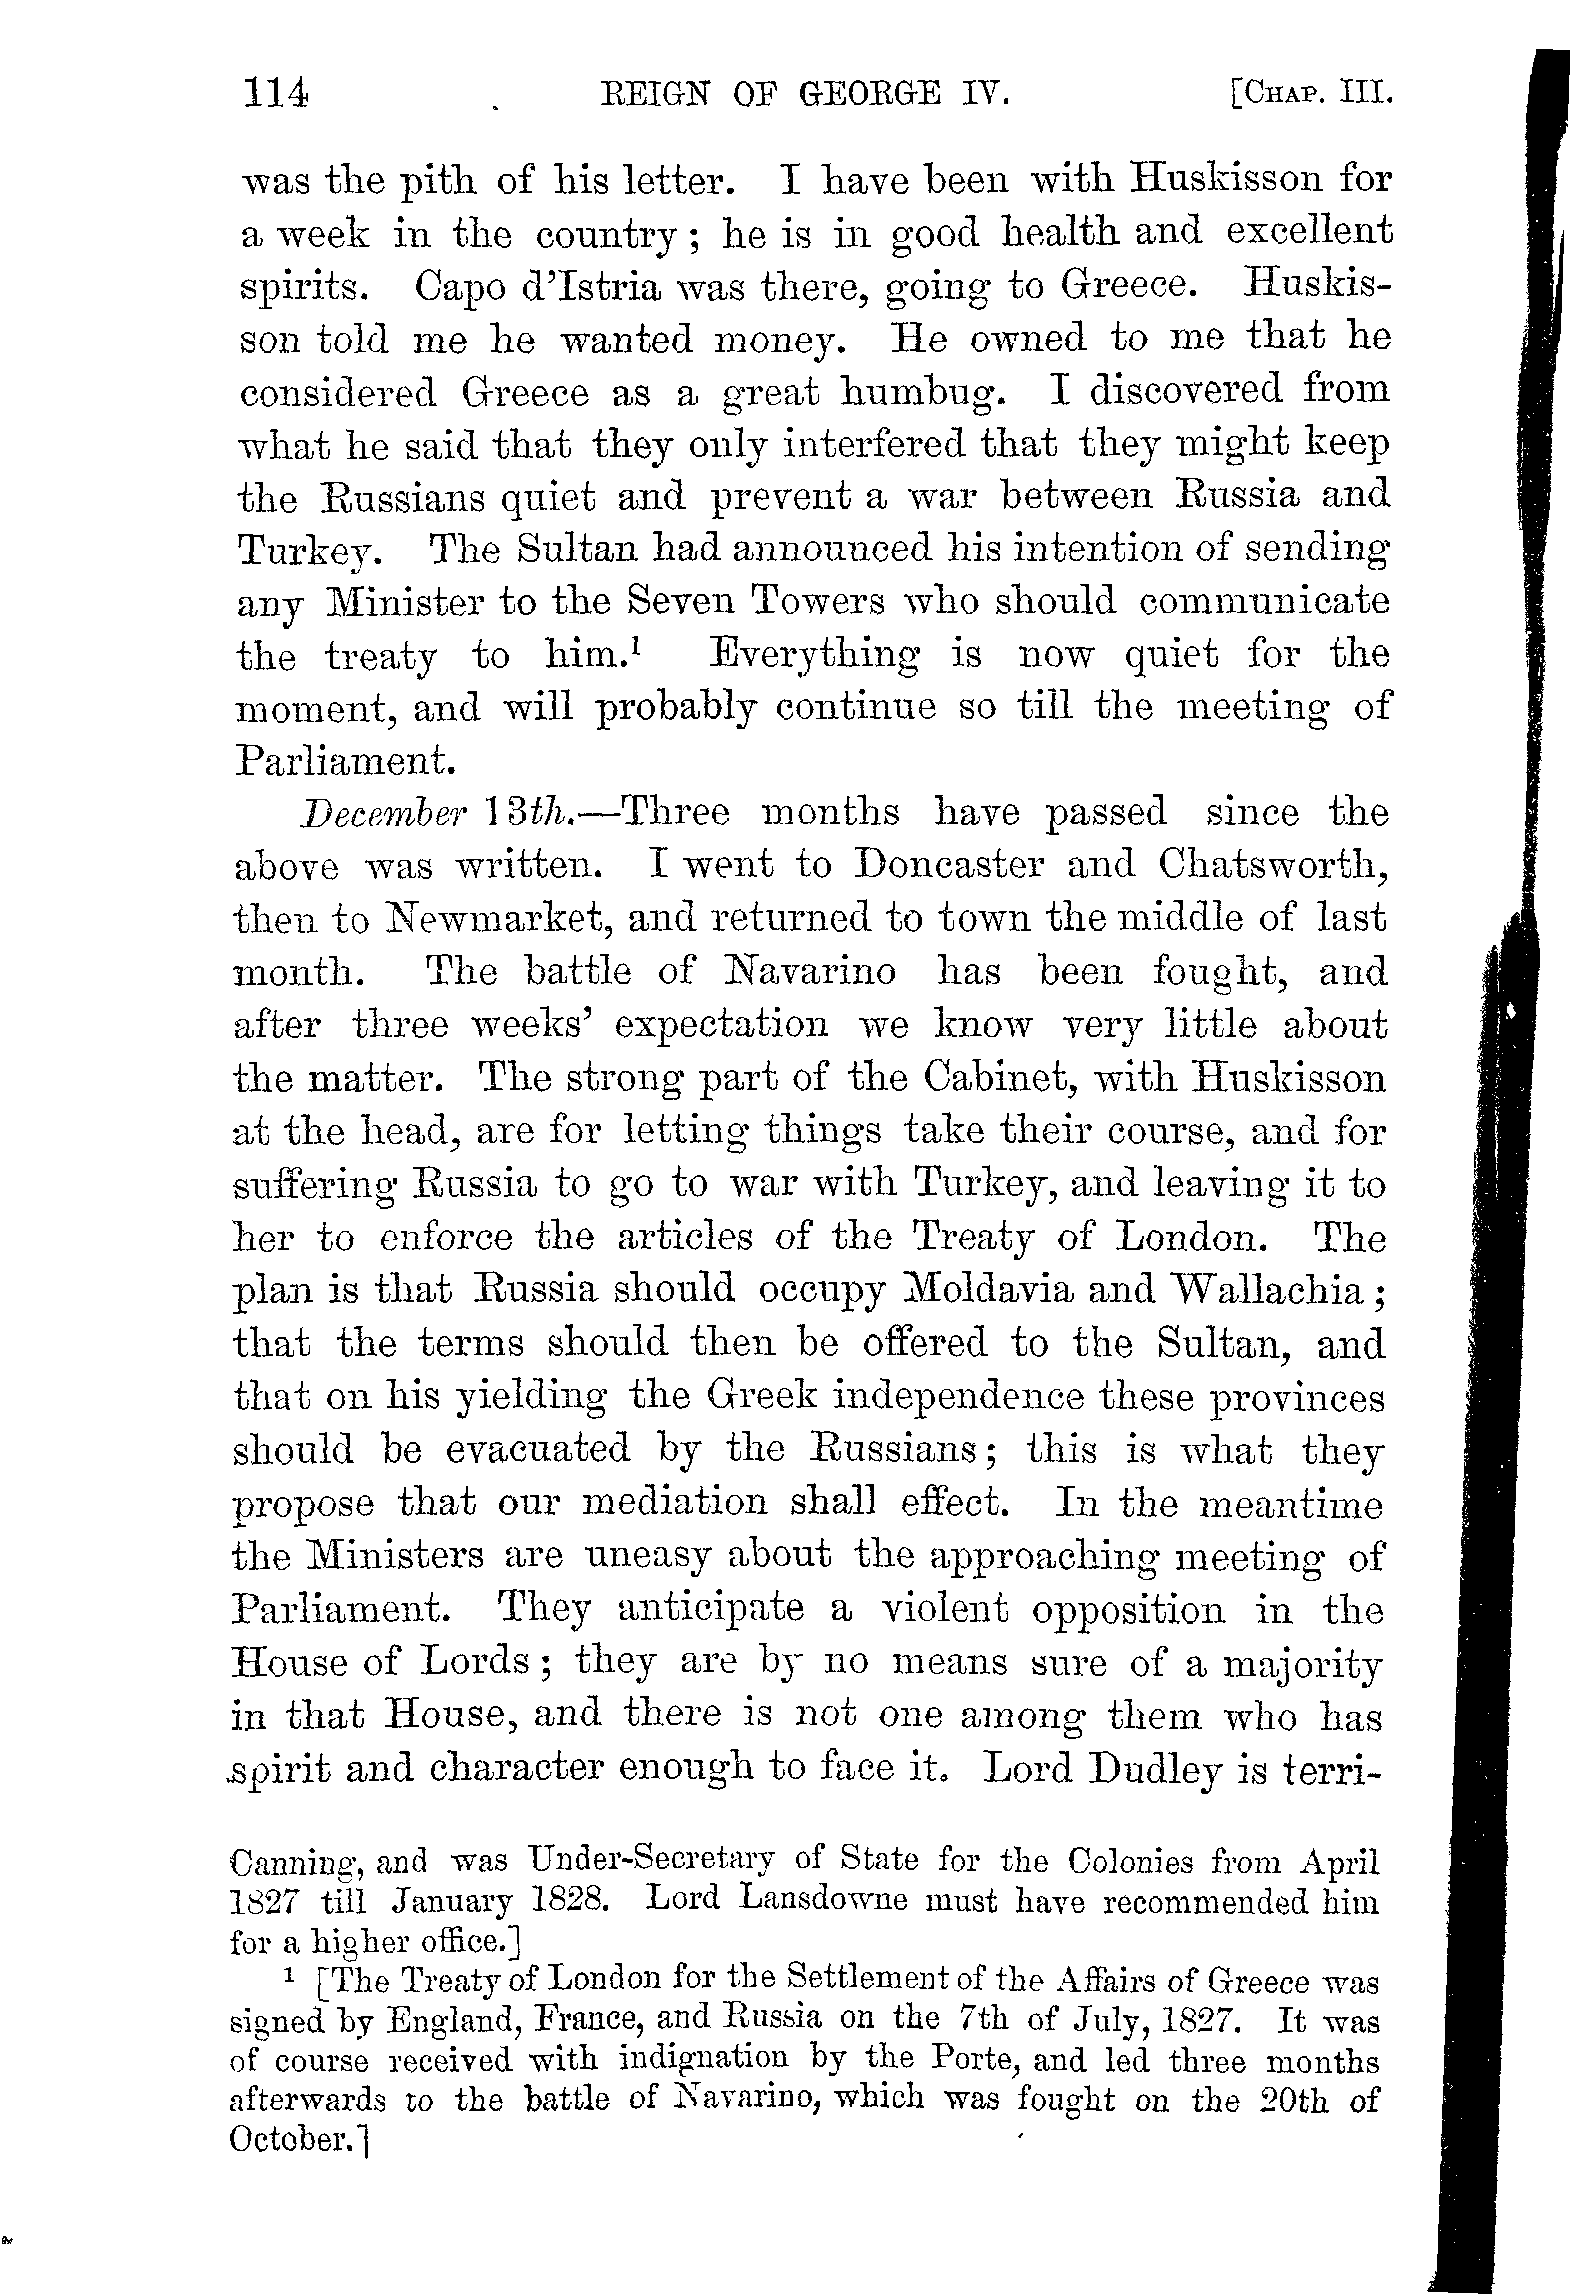 114 REIGN OF GEORGE IV. [CHAP. III.
was the pith of his letter. I have been with Huskisson for
a week in the country; he is in good health and excellent
spirits. Capo d'Istria was there, going to Greece. Huskis-
son told me he wanted money. He owned to me that he
considered Greece as a great humbug. I discovered from
what he said that they only interfered that they might keep
the Russians quiet and prevent a war between Russia and
Turkey. The Sultan had announced his intention of sending
any Minister to the Seven Towers who should communicate
the treaty to him.¹ Everything is now quiet for the
moment, and will probably continue so till the meeting of
Parliament.
December 13th.—Three months have passed since the
above was written. I went to Doncaster and Chatsworth,
then to Newmarket, and returned to town the middle of last
month. The battle of Navarino has been fought, and
after three weeks' expectation we know very little about
the matter. The strong part of the Cabinet, with Huskisson
at the head, are for letting things take their course, and for
suffering Russia to go to war with Turkey, and leaving it to
her to enforce the articles of the Treaty of London. The
plan is that Russia should occupy Moldavia and Wallachia;
that the terms should then be offered to the Sultan, and
that on his yielding the Greek independence these provinces
should be evacuated by the Russians; this is what they
propose that our mediation shall effect. In the meantime
the Ministers are uneasy about the approaching meeting of
Parliament. They anticipate a violent opposition in the
House of Lords; they are by no means sure of a majority
in that House, and there is not one among them who has
spirit and character enough to face it. Lord Dudley is terri-
Canning, and was Under-Secretary of State for the Colonies from April
1827 till January 1828. Lord Lansdowne must have recommended him
for a higher office.]
¹ [The Treaty of London for the Settlement of the Affairs of Greece was
signed by England, France, and Russia on the 7th of July, 1827. It was
of course received with indignation by the Porte, and led three months
afterwards to the battle of Navarino, which was fought on the 20th of
October.]